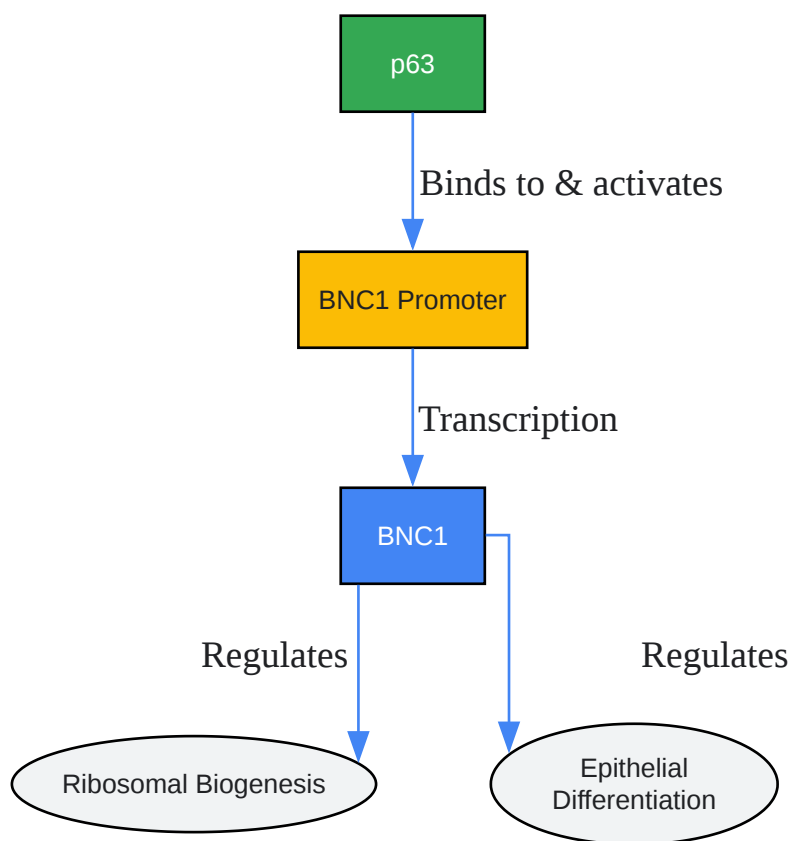 p63
Binds to & activates
BNC1 Promoter
Transcription
BNC1
Regulates
Regulates
Ribosomal Biogenesis
Epithelial
Differentiation